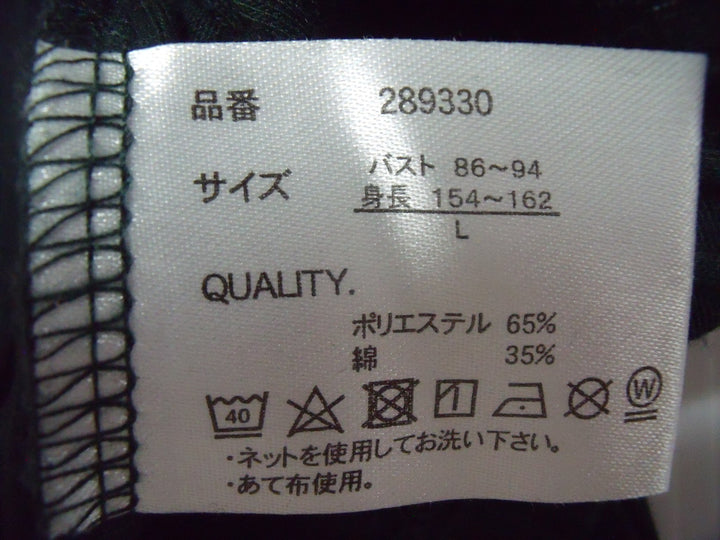 品番 289330
サイズ バスト 86〜94
身長 154〜162
L
QUALITY.
ポリエステル 65%
綿 35%
40 W
・ネットを使用してお洗い下さい。
・あて布使用。